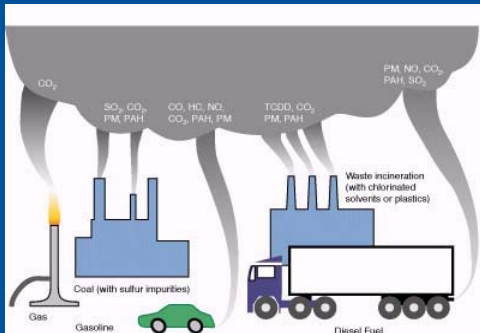 CO₂
SO₂, CO₂,
PM, PAH
CO, HC, NO,
CO₂, PAH, PM
TCDD, CO₂
PM, PAH
PM, NO, CO₂,
PAH, SO₂
Waste incineration
(with chlorinated
solvents or plastics)
Coal (with sulfur impurities)
Gas
Gasoline
Diesel Fuel